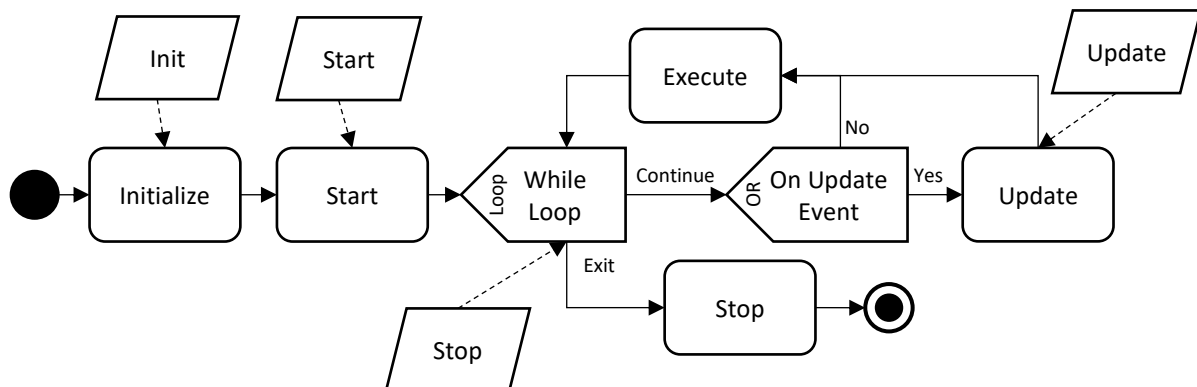 Init
Start
Execute
Update
No
Initialize
Start
Loop
While
Loop
Continue
OR
On Update
Event
Yes
Update
Exit
Stop
Stop